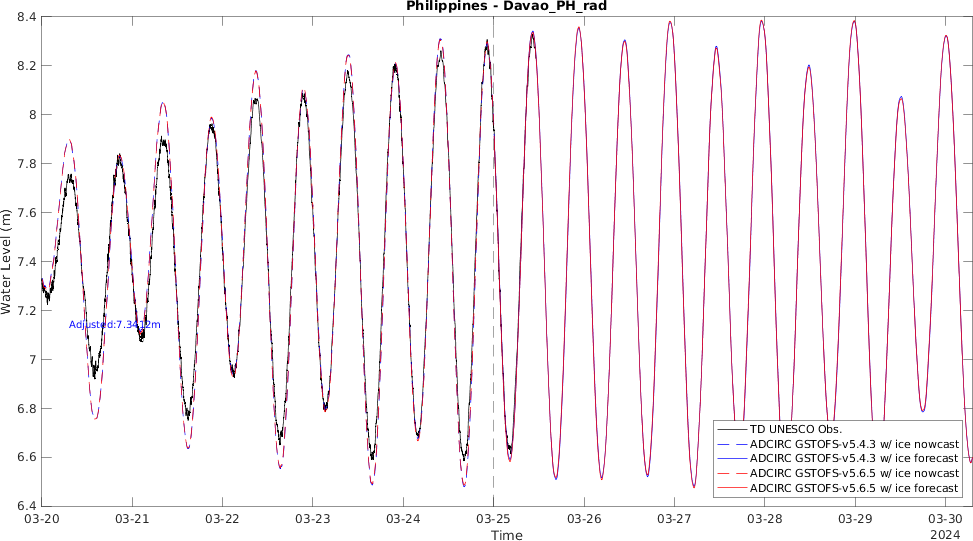 Philippines - Davao_PH_rad
8.4
8.2
8
7.8
7.6
7.4
7.2
7
6.8
6.6
6.4
Water Level (m)
Adjusted:7.3412m
TD UNESCO Obs.
ADCIRC GSTOFS-v5.4.3 w/ ice nowcast
ADCIRC GSTOFS-v5.4.3 w/ ice forecast
ADCIRC GSTOFS-v5.6.5 w/ ice nowcast
ADCIRC GSTOFS-v5.6.5 w/ ice forecast
03-20 03-21 03-22 03-23 03-24 03-25 03-26 03-27 03-28 03-29 03-30
Time
2024